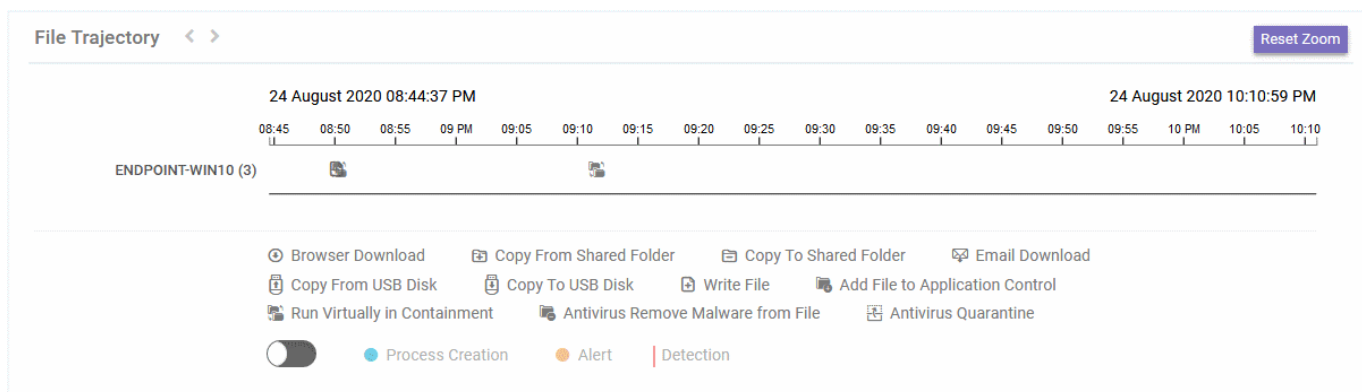 File Trajectory < >
Reset Zoom
24 August 2020 08:44:37 PM 24 August 2020 10:10:59 PM
08:45 08:50 08:55 09 PM 09:05 09:10 09:15 09:20 09:25 09:30 09:35 09:40 09:45 09:50 09:55 10 PM 10:05 10:10
ENDPOINT-WIN10 (3)
Browser Download Copy From Shared Folder Copy To Shared Folder Email Download
Copy From USB Disk Copy To USB Disk Write File Add File to Application Control
Run Virtually in Containment Antivirus Remove Malware from File Antivirus Quarantine
Process Creation Alert Detection